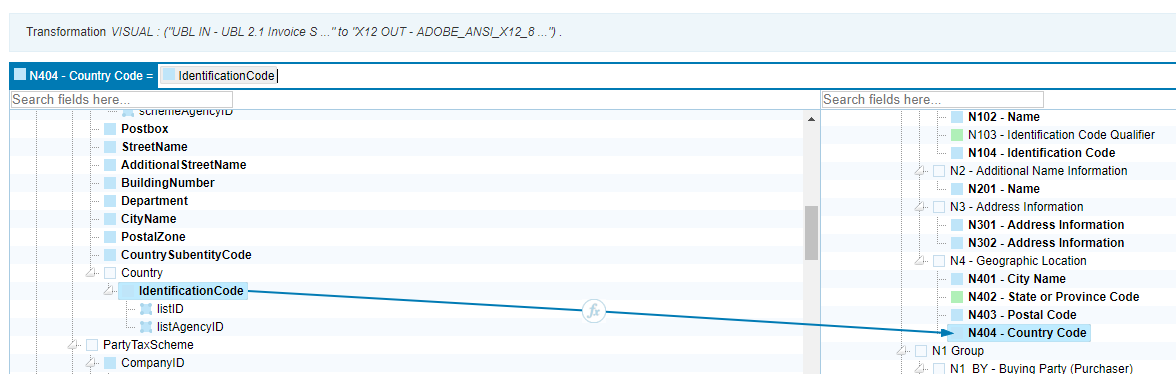 Transformation VISUAL : ("UBL IN - UBL 2.1 Invoice S ..." to "X12 OUT - ADOBE_ANSI_X12_8 ...") .
N404 - Country Code = IdentificationCode
Search fields here...
schemeAgencyID
Postbox
StreetName
AdditionalStreetName
BuildingNumber
Department
CityName
PostalZone
CountrySubentityCode
Country
IdentificationCode
listID
listAgencyID
PartyTaxScheme
CompanyID
fx
Search fields here...
N102 - Name
N103 - Identification Code Qualifier
N104 - Identification Code
N2 - Additional Name Information
N201 - Name
N3 - Address Information
N301 - Address Information
N302 - Address Information
N4 - Geographic Location
N401 - City Name
N402 - State or Province Code
N403 - Postal Code
N404 - Country Code
N1 Group
N1_BY - Buying Party (Purchaser)